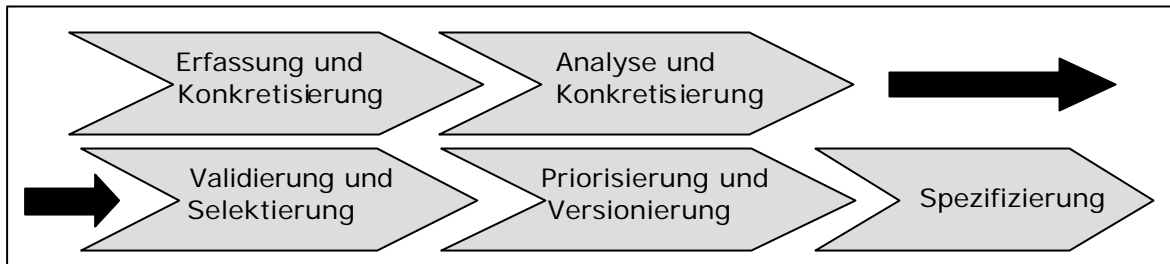 Erfassung und
Konkretisierung
Analyse und
Konkretisierung
Validierung und
Selektierung
Priorisierung und
Versionierung
Spezifizierung